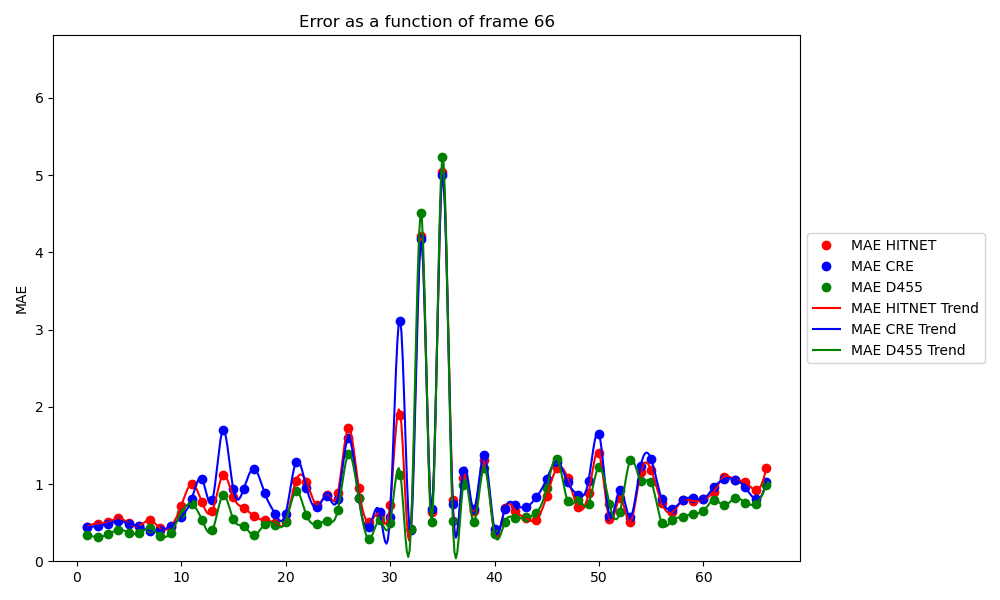 Error as a function of frame 66
MAE
6
5
4
3
2
1
0
0 10 20 30 40 50 60
MAE HITNET
MAE CRE
MAE D455
MAE HITNET Trend
MAE CRE Trend
MAE D455 Trend